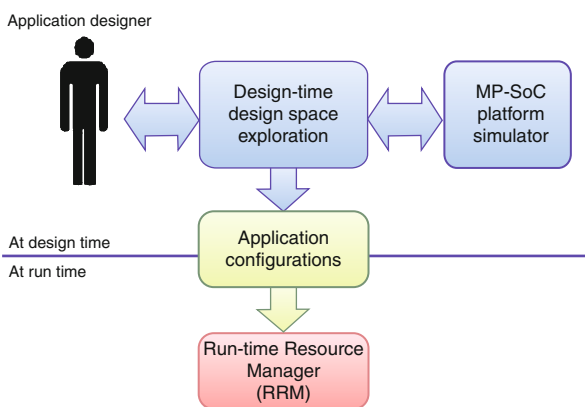 Application designer
Design-time
design space
exploration
MP-SoC
platform
simulator
Application
configurations
At design time
At run time
Run-time Resource
Manager
(RRM)